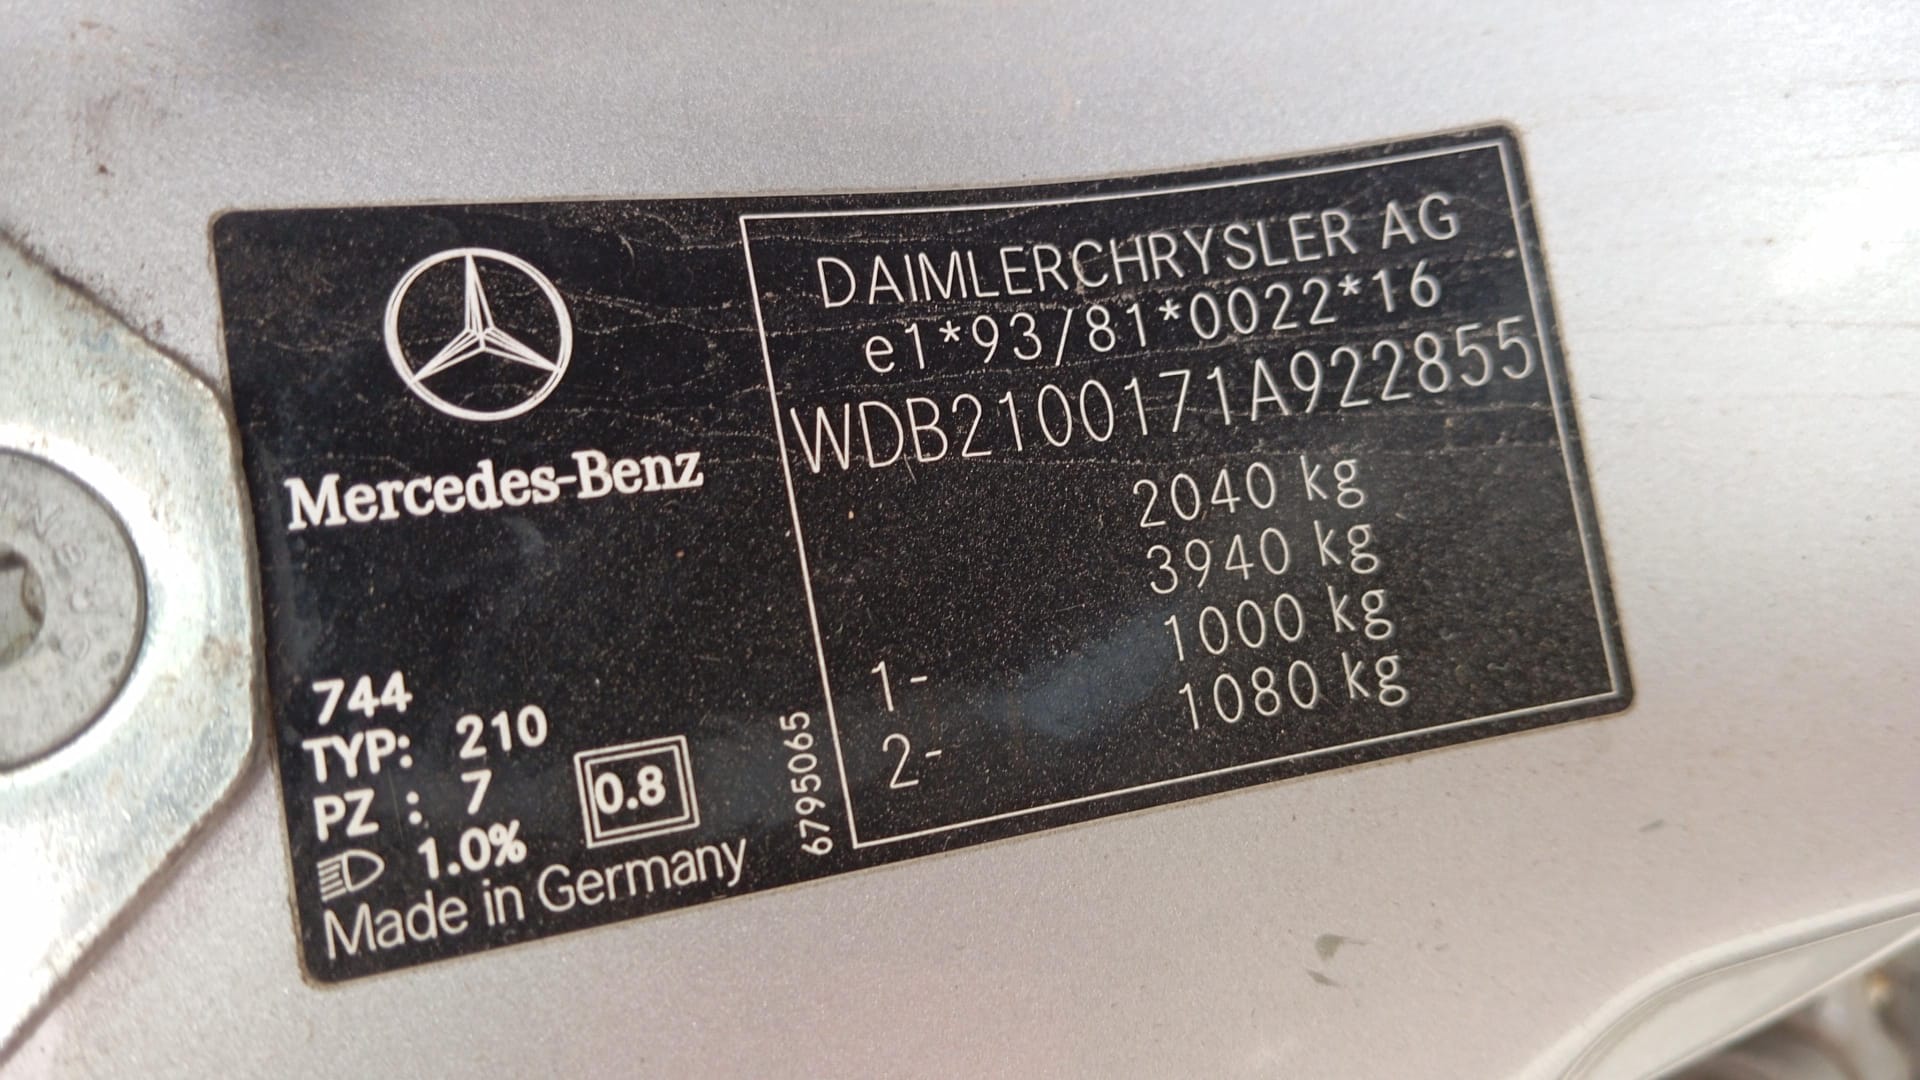 Mercedes-Benz
744
TYP: 210
PZ : 7
1.0%
0.8
Made in Germany
6795065
DAIMLERCHRYSLER AG
e1*93/81*0022*16
WDB2100171A922855
2040 kg
3940 kg
1- 1000 kg
2- 1080 kg